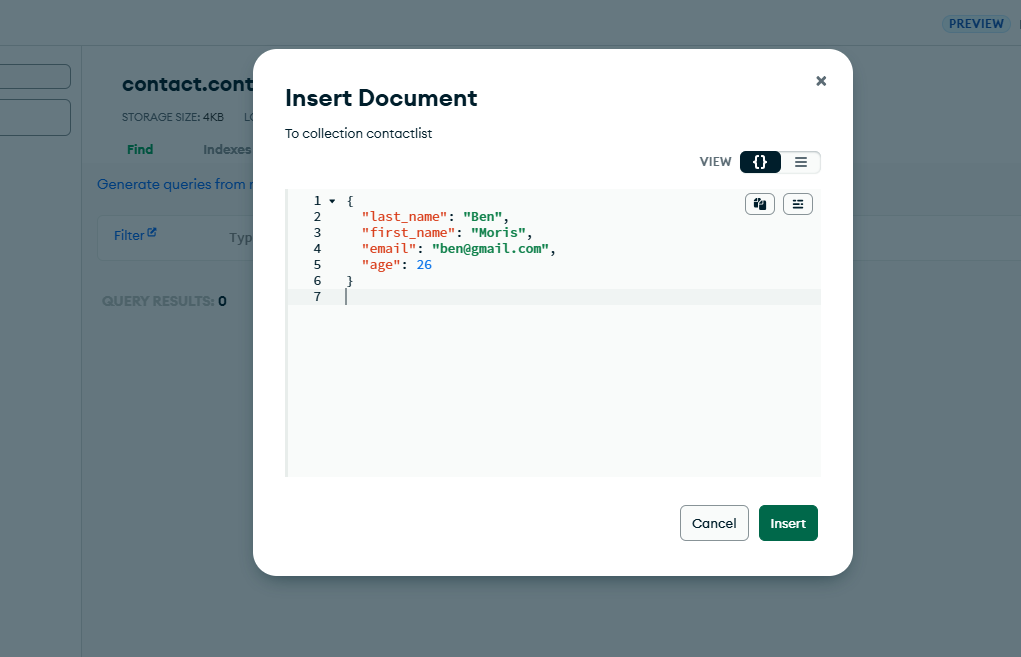 PREVIEW
contact.cont
STORAGE SIZE: 4KB
Find Indexes
Generate queries from
Filter
QUERY RESULTS: 0
Insert Document
To collection contactlist
VIEW {}
1 {
2 "last_name": "Ben",
3 "first_name": "Moris",
4 "email": "ben@gmail.com",
5 "age": 26
6 }
7
Cancel Insert